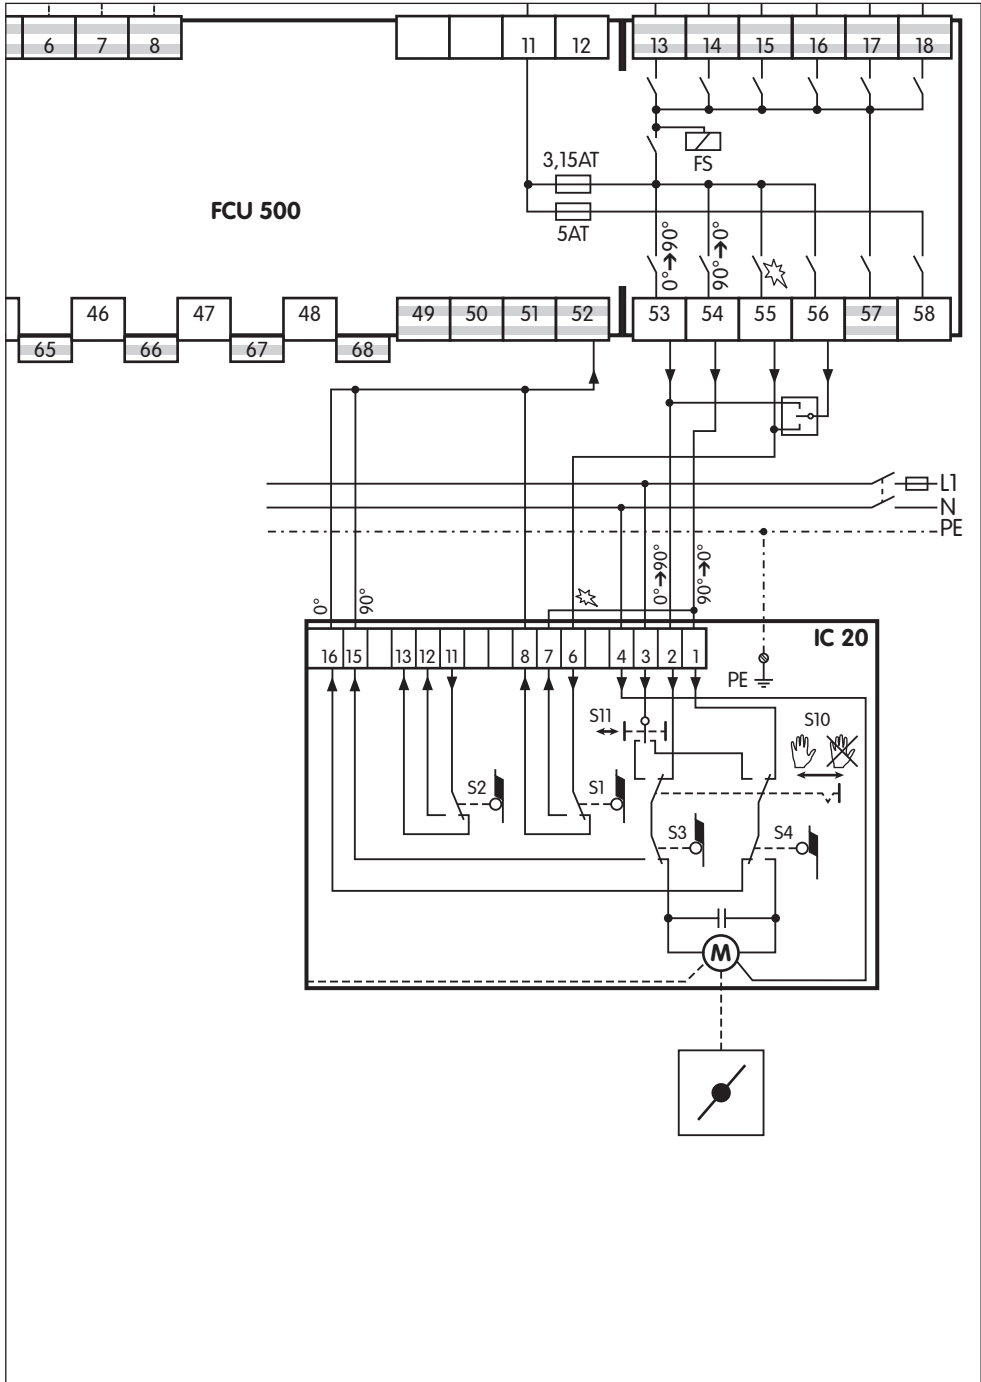 6 7 8 11 12 13 14 15 16 17 18
FS
3,15AT
FCU 500
5AT
0°➔90°
90°➔0°
46 47 48 49 50 51 52 53 54 55 56 57 58
65 66 67 68
L1
N
PE
0°
90°
0°➔90°
90°➔0°
IC 20
16 15 13 12 11 8 7 6 4 3 2 1
PE
S11
S10
S2
S1
S3
S4
M